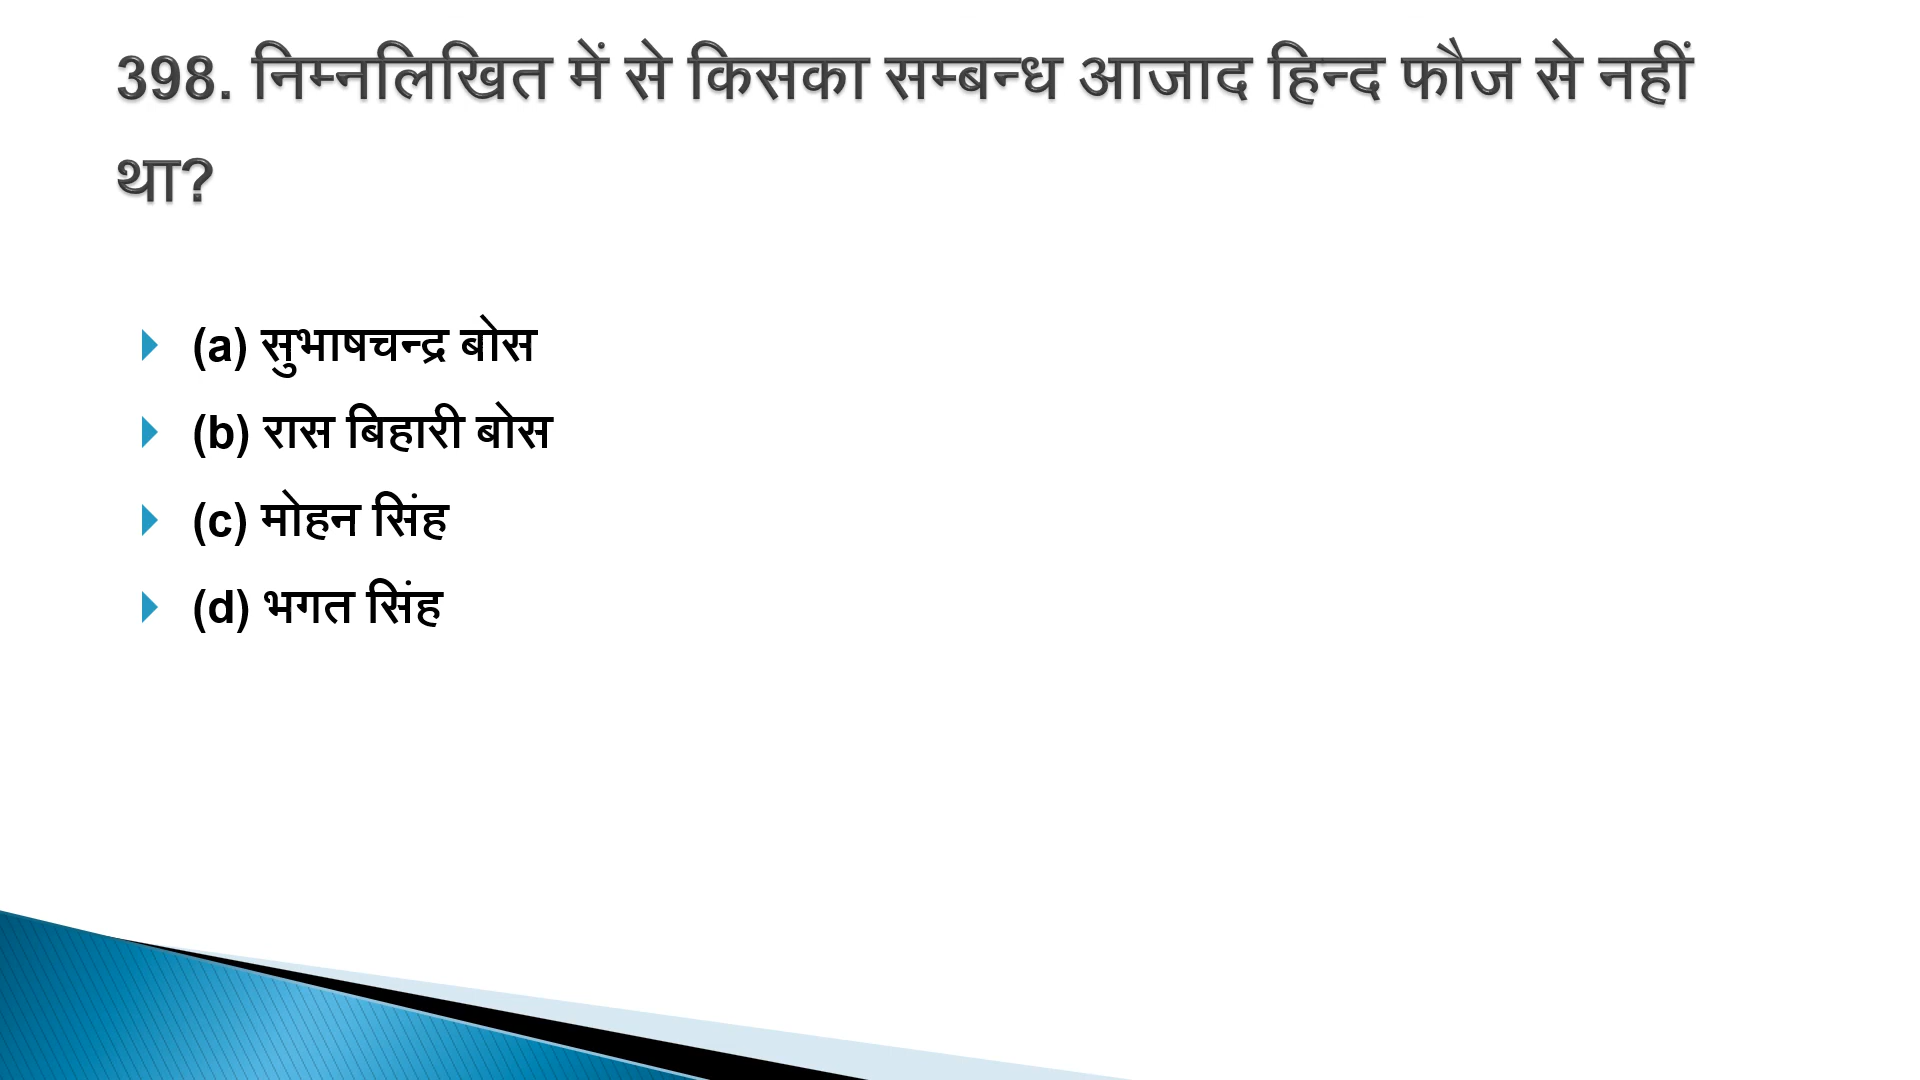 398. निम्नलिखित में से किसका सम्बन्ध आजाद हिन्द फौज से नहीं
था?
(a) सुभाषचन्द्र बोस
(b) रास बिहारी बोस
(c) मोहन सिंह
(d) भगत सिंह